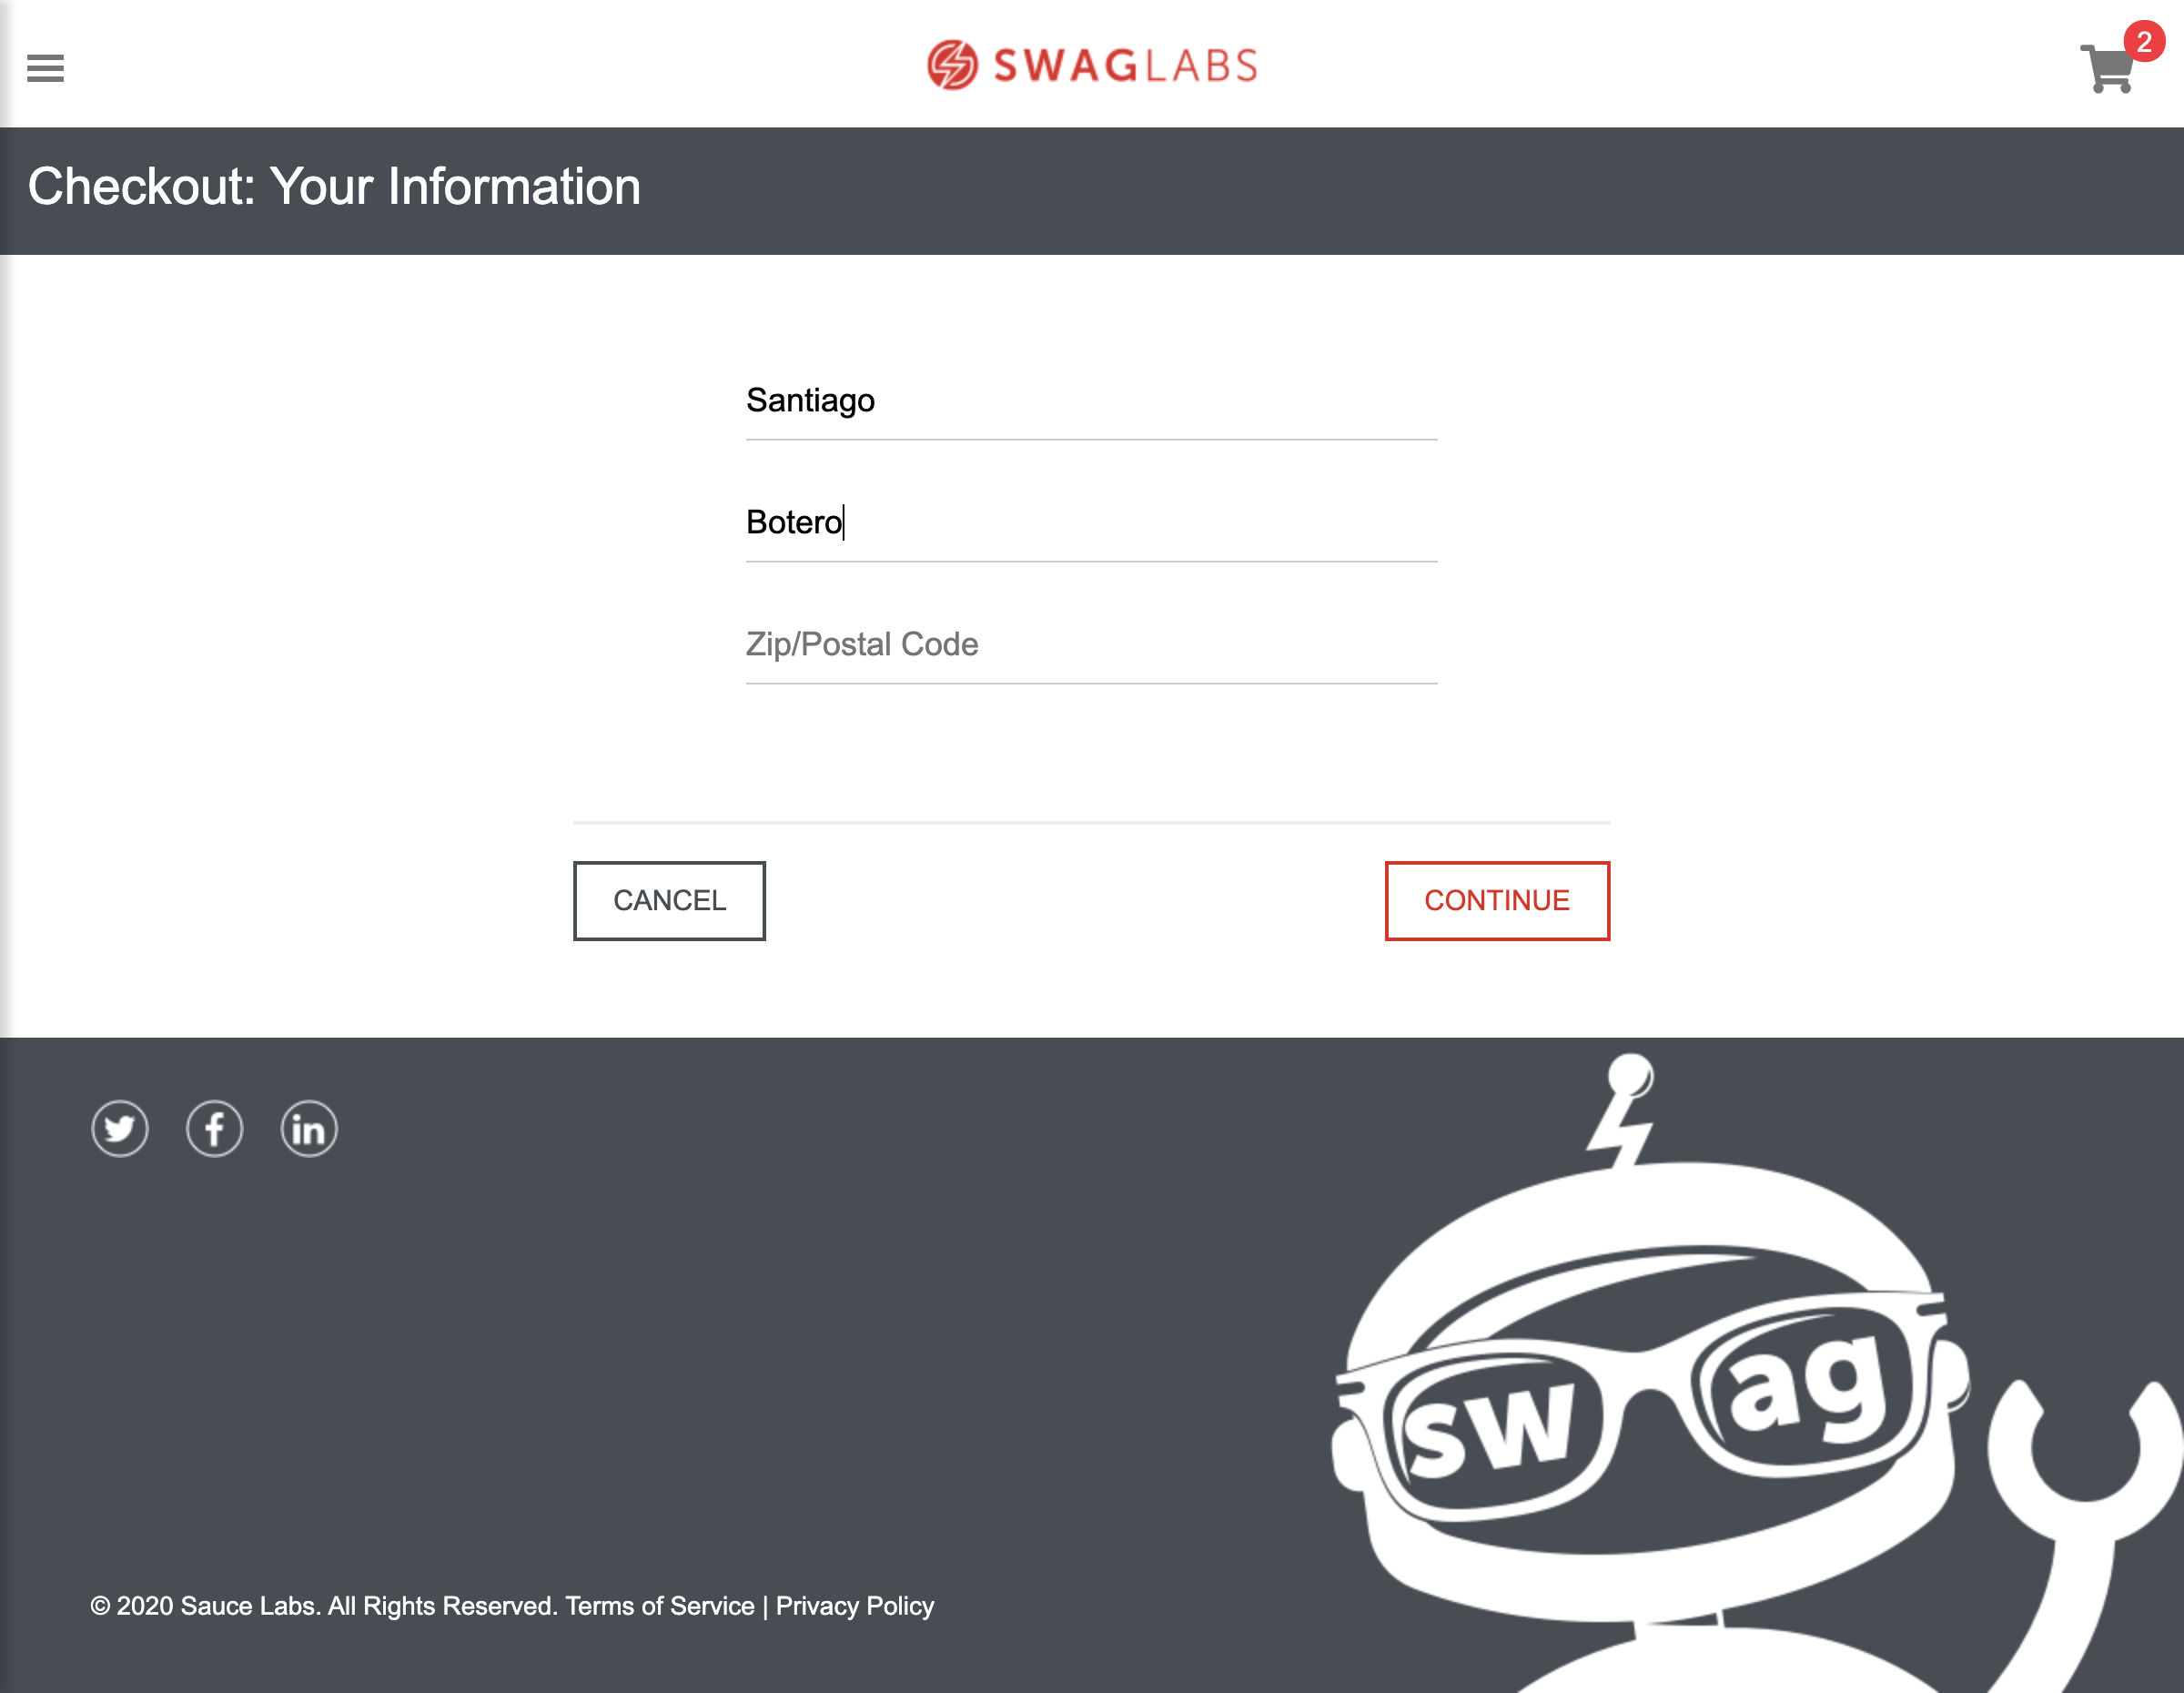 SWAGLABS
2
Checkout: Your Information
Santiago
Botero
Zip/Postal Code
CANCEL
CONTINUE
in
sw ag
© 2020 Sauce Labs. All Rights Reserved. Terms of Service | Privacy Policy